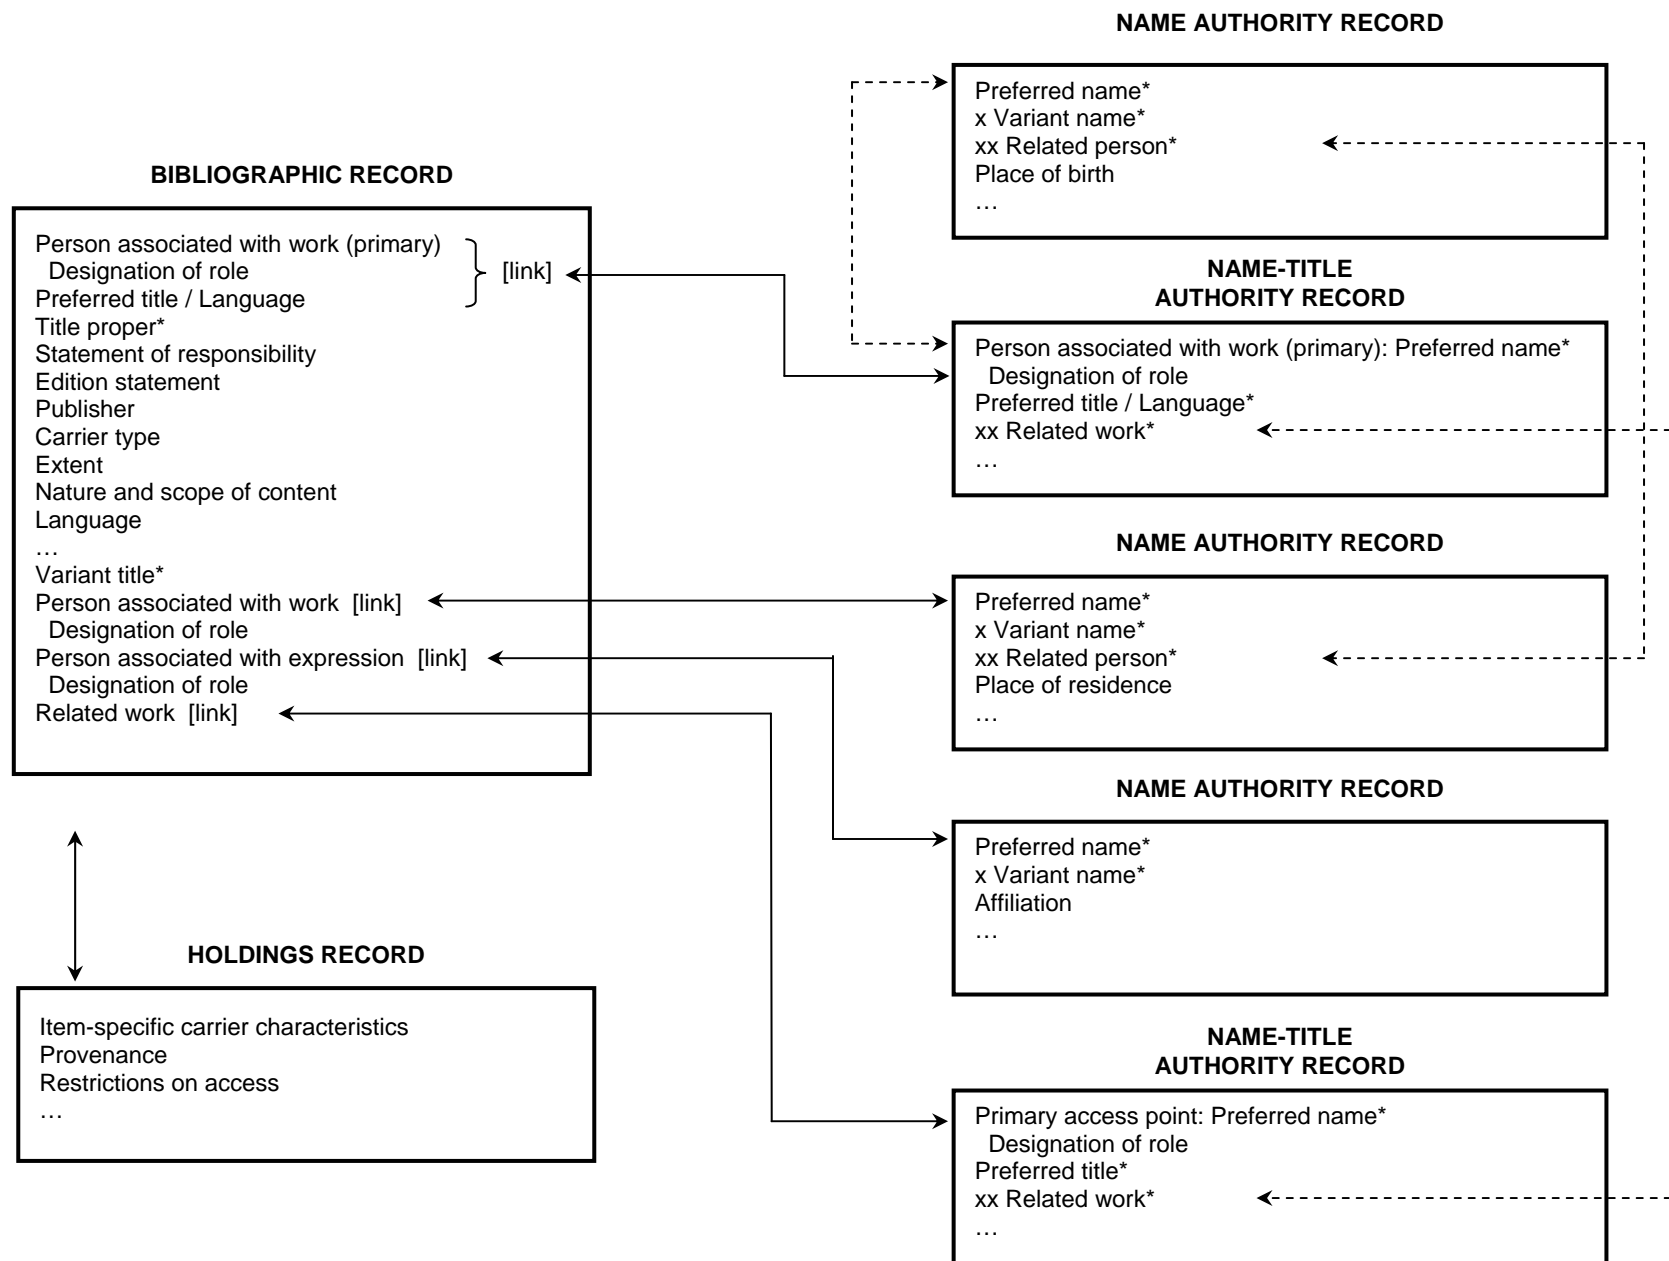 BIBLIOGRAPHIC RECORD
Person associated with work (primary)
Designation of role
Preferred title / Language
[link]
Title proper*
Statement of responsibility
Edition statement
Publisher
Carrier type
Extent
Nature and scope of content
Language
…
Variant title*
Person associated with work [link]
Designation of role
Person associated with expression [link]
Designation of role
Related work [link]
HOLDINGS RECORD
Item-specific carrier characteristics
Provenance
Restrictions on access
…
NAME AUTHORITY RECORD
Preferred name*
x Variant name*
xx Related person*
Place of birth
…
NAME-TITLE
AUTHORITY RECORD
Person associated with work (primary): Preferred name*
Designation of role
Preferred title / Language*
xx Related work*
…
NAME AUTHORITY RECORD
Preferred name*
x Variant name*
xx Related person*
Place of residence
…
NAME AUTHORITY RECORD
Preferred name*
x Variant name*
Affiliation
…
NAME-TITLE
AUTHORITY RECORD
Primary access point: Preferred name*
Designation of role
Preferred title*
xx Related work*
…